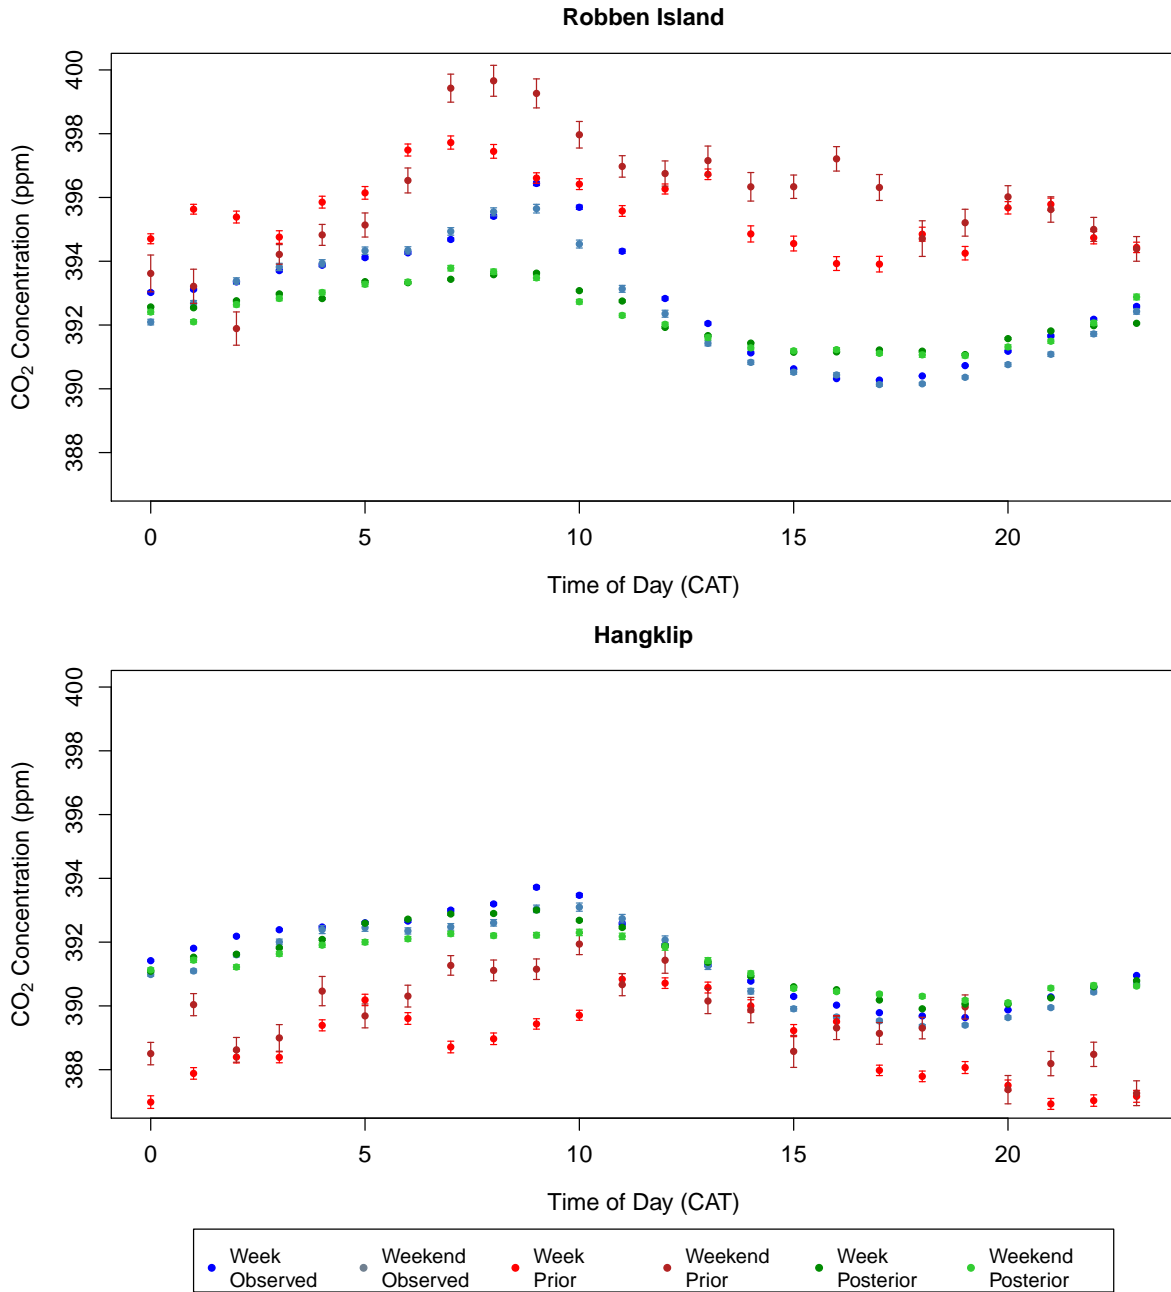 Robben Island
CO₂ Concentration (ppm)
400
398
396
394
392
390
388
0 5 10 15 20
Time of Day (CAT)
Hangklip
CO₂ Concentration (ppm)
400
398
396
394
392
390
388
0 5 10 15 20
Time of Day (CAT)
Week Weekend Week Weekend Week Weekend
Observed Observed Prior Prior Posterior Posterior